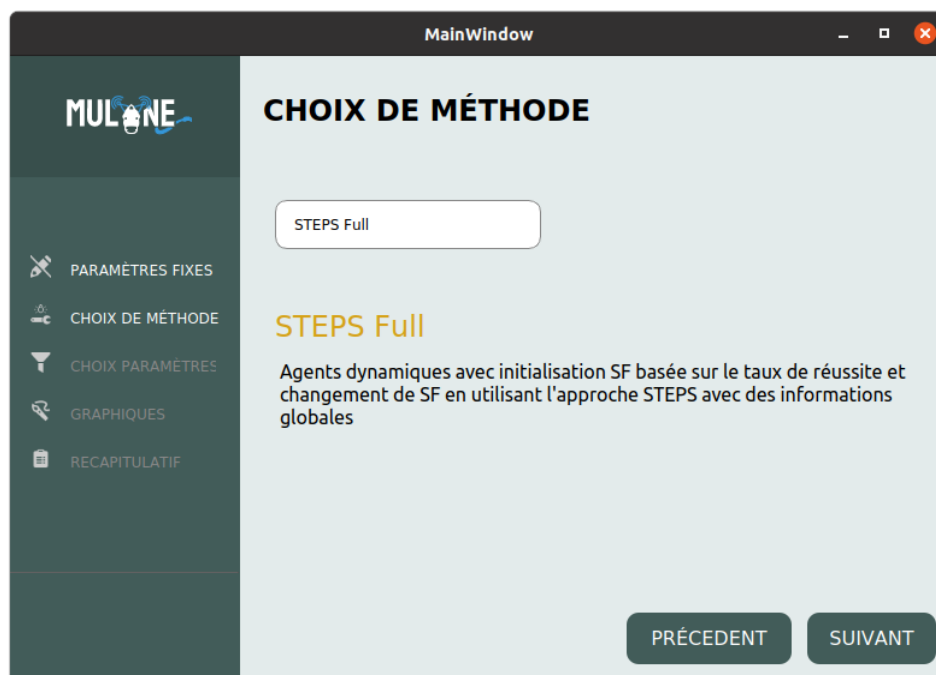 MainWindow
MULANE
CHOIX DE MÉTHODE
STEPS Full
PARAMÈTRES FIXES
CHOIX DE MÉTHODE
CHOIX PARAMÈTRES
GRAPHIQUES
RECAPITULATIF
STEPS Full
Agents dynamiques avec initialisation SF basée sur le taux de réussite et
changement de SF en utilisant l'approche STEPS avec des informations
globales
PRÉCEDENT
SUIVANT